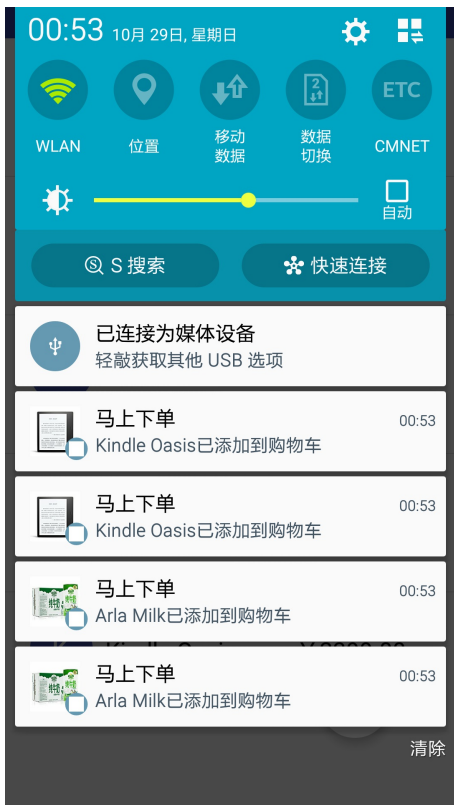 00:53 10月 29日, 星期日
WLAN
位置
移动
数据
2
数据
切换
ETC
CMNET
自动
S 搜索
快速连接
已连接为媒体设备
轻敲获取其他 USB 选项
马上下单 00:53
Kindle Oasis已添加到购物车
马上下单 00:53
Kindle Oasis已添加到购物车
马上下单 00:53
Arla Milk已添加到购物车
马上下单 00:53
Arla Milk已添加到购物车
清除